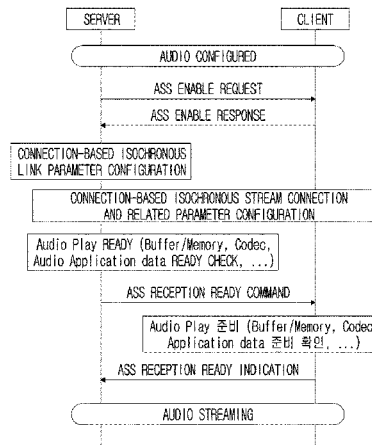 SERVER
CLIENT
AUDIO CONFIGURED
ASS ENABLE REQUEST
ASS ENABLE RESPONSE
CONNECTION-BASED ISOCHRONOUS
LINK PARAMETER CONFIGURATION
CONNECTION-BASED ISOCHRONOUS STREAM CONNECTION
AND RELATED PARAMETER CONFIGURATION
Audio Play READY (Buffer/Memory, Codec,
Audio Application data READY CHECK, ...)
ASS RECEPTION READY COMMAND
Audio Play 준비 (Buffer/Memory, Codec
Application data 준비 확인, ...)
ASS RECEPTION READY INDICATION
AUDIO STREAMING